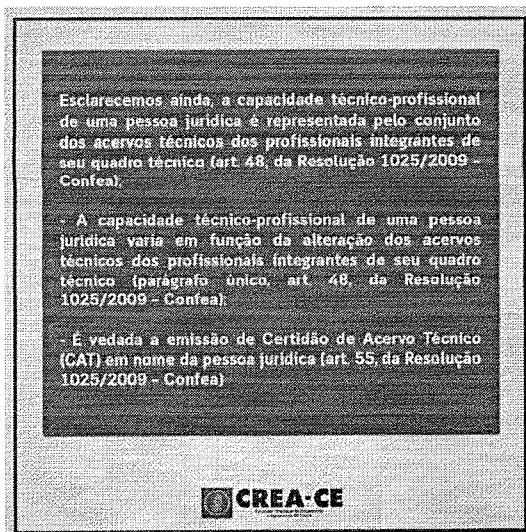 Esclarecemos ainda, a capacidade técnico-profissional
de uma pessoa jurídica é representada pelo conjunto
dos acervos técnicos dos profissionais integrantes de
seu quadro técnico (art. 48, da Resolução 1025/2009 –
Confea);
- A capacidade técnico-profissional de uma pessoa
jurídica varia em função da alteração dos acervos
técnicos dos profissionais integrantes de seu quadro
técnico (parágrafo único, art. 48, da Resolução
1025/2009 – Confea);
- É vedada a emissão de Certidão de Acervo Técnico
(CAT) em nome da pessoa jurídica (art. 55, da Resolução
1025/2009 – Confea)
CREA-CE